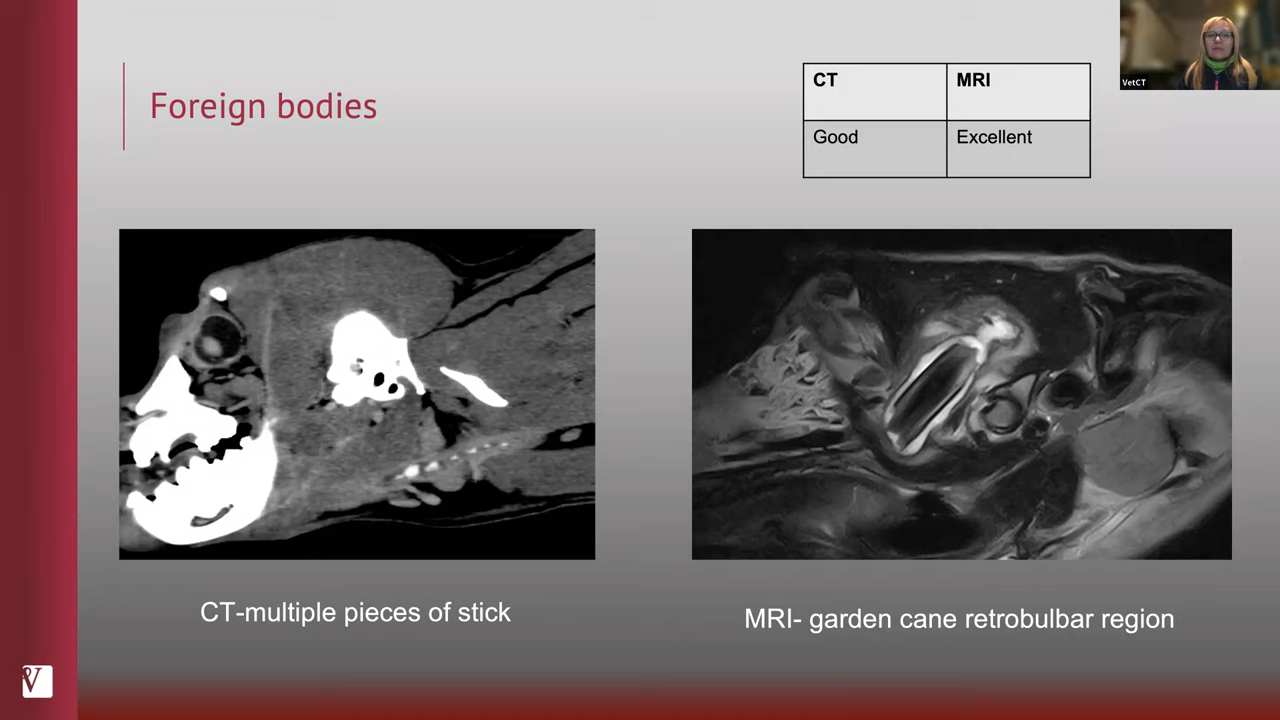 Foreign bodies
CT MRI
Good Excellent
VetCT
CT-multiple pieces of stick
MRI- garden cane retrobulbar region
V